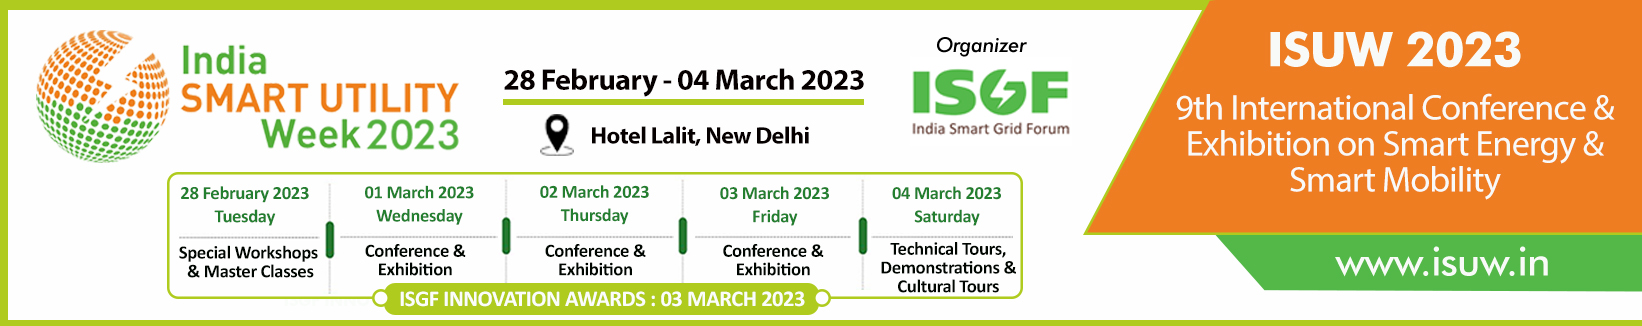 India
SMART UTILITY
Week 2023
28 February - 04 March 2023
Hotel Lalit, New Delhi
Organizer
ISGF
India Smart Grid Forum
ISUW 2023
9th International Conference &
Exhibition on Smart Energy &
Smart Mobility
www.isuw.in
28 February 2023
Tuesday
Special Workshops
& Master Classes
01 March 2023
Wednesday
Conference &
Exhibition
02 March 2023
Thursday
Conference &
Exhibition
03 March 2023
Friday
Conference &
Exhibition
04 March 2023
Saturday
Technical Tours,
Demonstrations &
Cultural Tours
ISGF INNOVATION AWARDS : 03 MARCH 2023